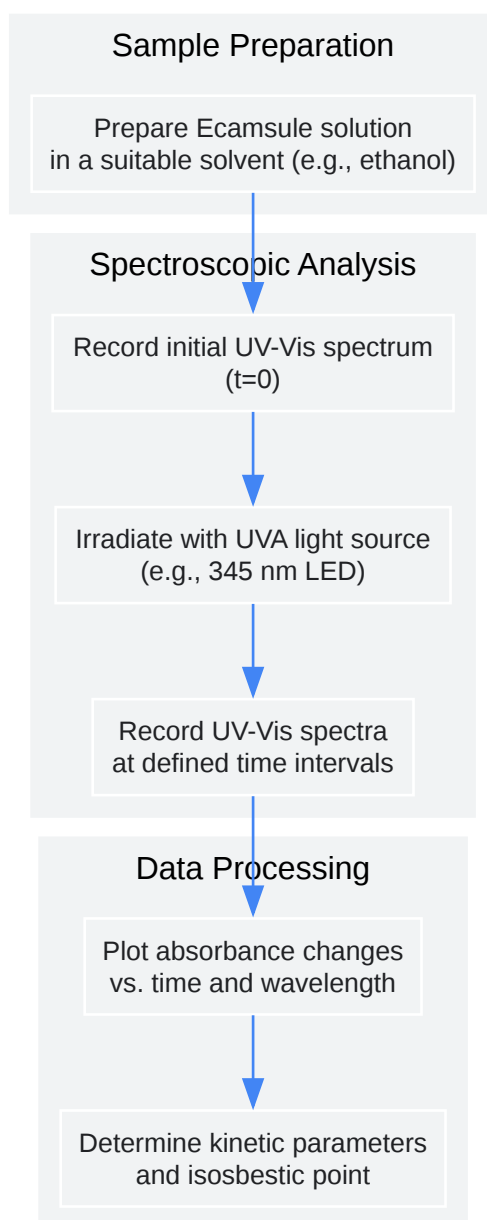 Sample Preparation
Prepare Ecamsule solution
in a suitable solvent (e.g., ethanol)
Spectroscopic Analysis
Record initial UV-Vis spectrum
(t=0)
Irradiate with UVA light source
(e.g., 345 nm LED)
Record UV-Vis spectra
at defined time intervals
Data Processing
Plot absorbance changes
vs. time and wavelength
Determine kinetic parameters
and isosbestic point